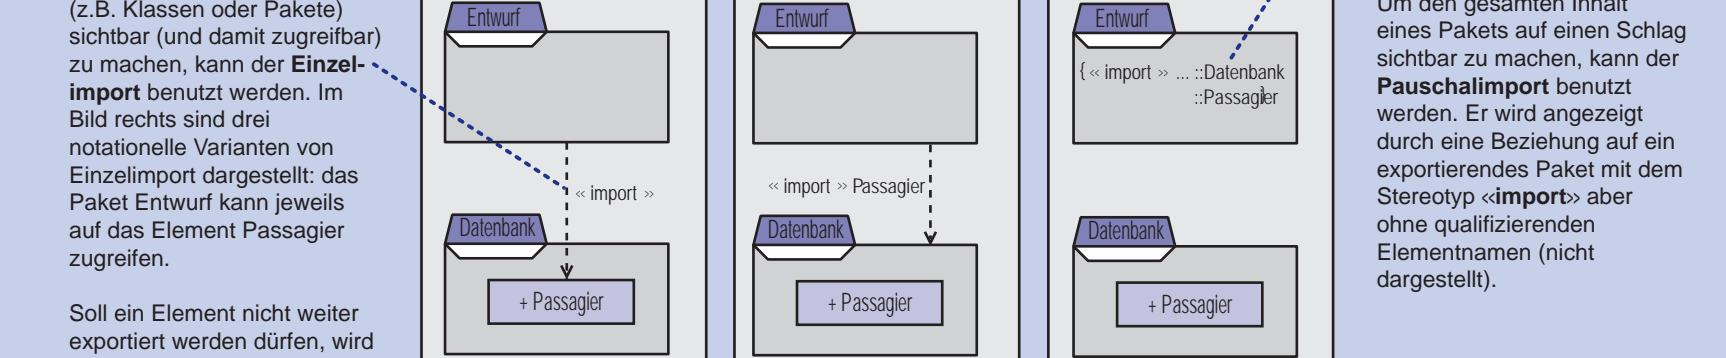 (z.B. Klassen oder Pakete)
sichtbar (und damit zugreifbar)
zu machen, kann der Einzel-
import benutzt werden. Im
Bild rechts sind drei
notationelle Varianten von
Einzelimport dargestellt: das
Paket Entwurf kann jeweils
auf das Element Passagier
zugreifen.
Soll ein Element nicht weiter
exportiert werden dürfen, wird
Entwurf
« import »
Datenbank
+ Passagier
Entwurf
« import » Passagier
Datenbank
+ Passagier
Entwurf
{ « import » ... ::Datenbank
::Passagier}
Datenbank
+ Passagier
Um den gesamten Inhalt
eines Pakets auf einen Schlag
sichtbar zu machen, kann der
Pauschalimport benutzt
werden. Er wird angezeigt
durch eine Beziehung auf ein
exportierendes Paket mit dem
Stereotyp «import» aber
ohne qualifizierenden
Elementnamen (nicht
dargestellt).